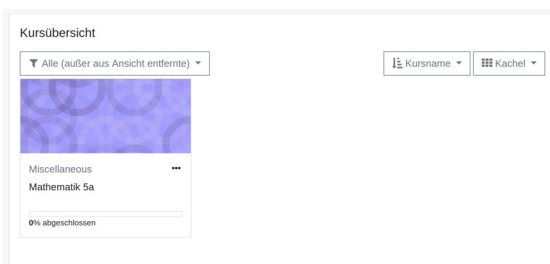 Kursübersicht
Alle (außer aus Ansicht entfernte) Kursname Kachel
Miscellaneous
Mathematik 5a
0% abgeschlossen